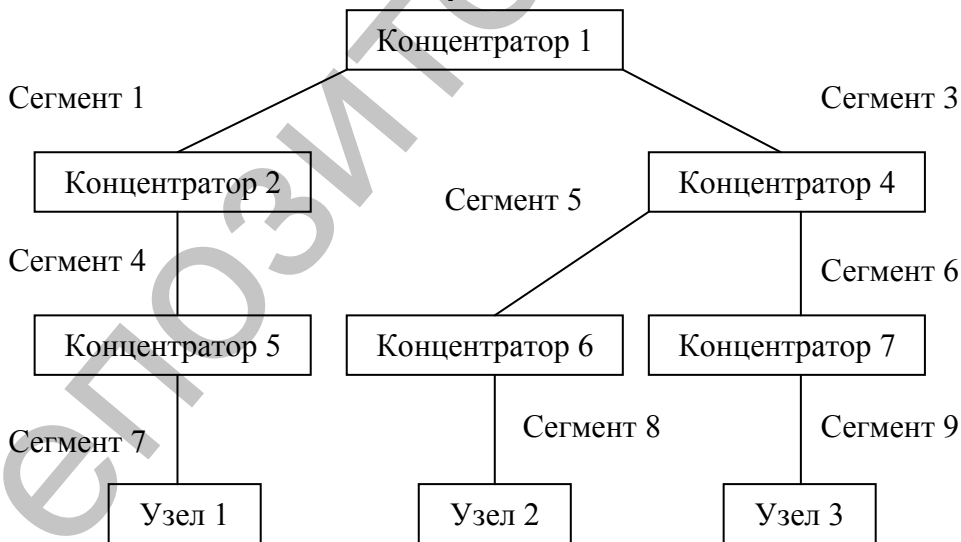 Концентратор 1
Сегмент 1
Сегмент 3
Концентратор 2
Сегмент 5
Концентратор 4
Сегмент 4
Сегмент 6
Концентратор 5
Концентратор 6
Концентратор 7
Сегмент 7
Сегмент 8
Сегмент 9
Узел 1
Узел 2
Узел 3